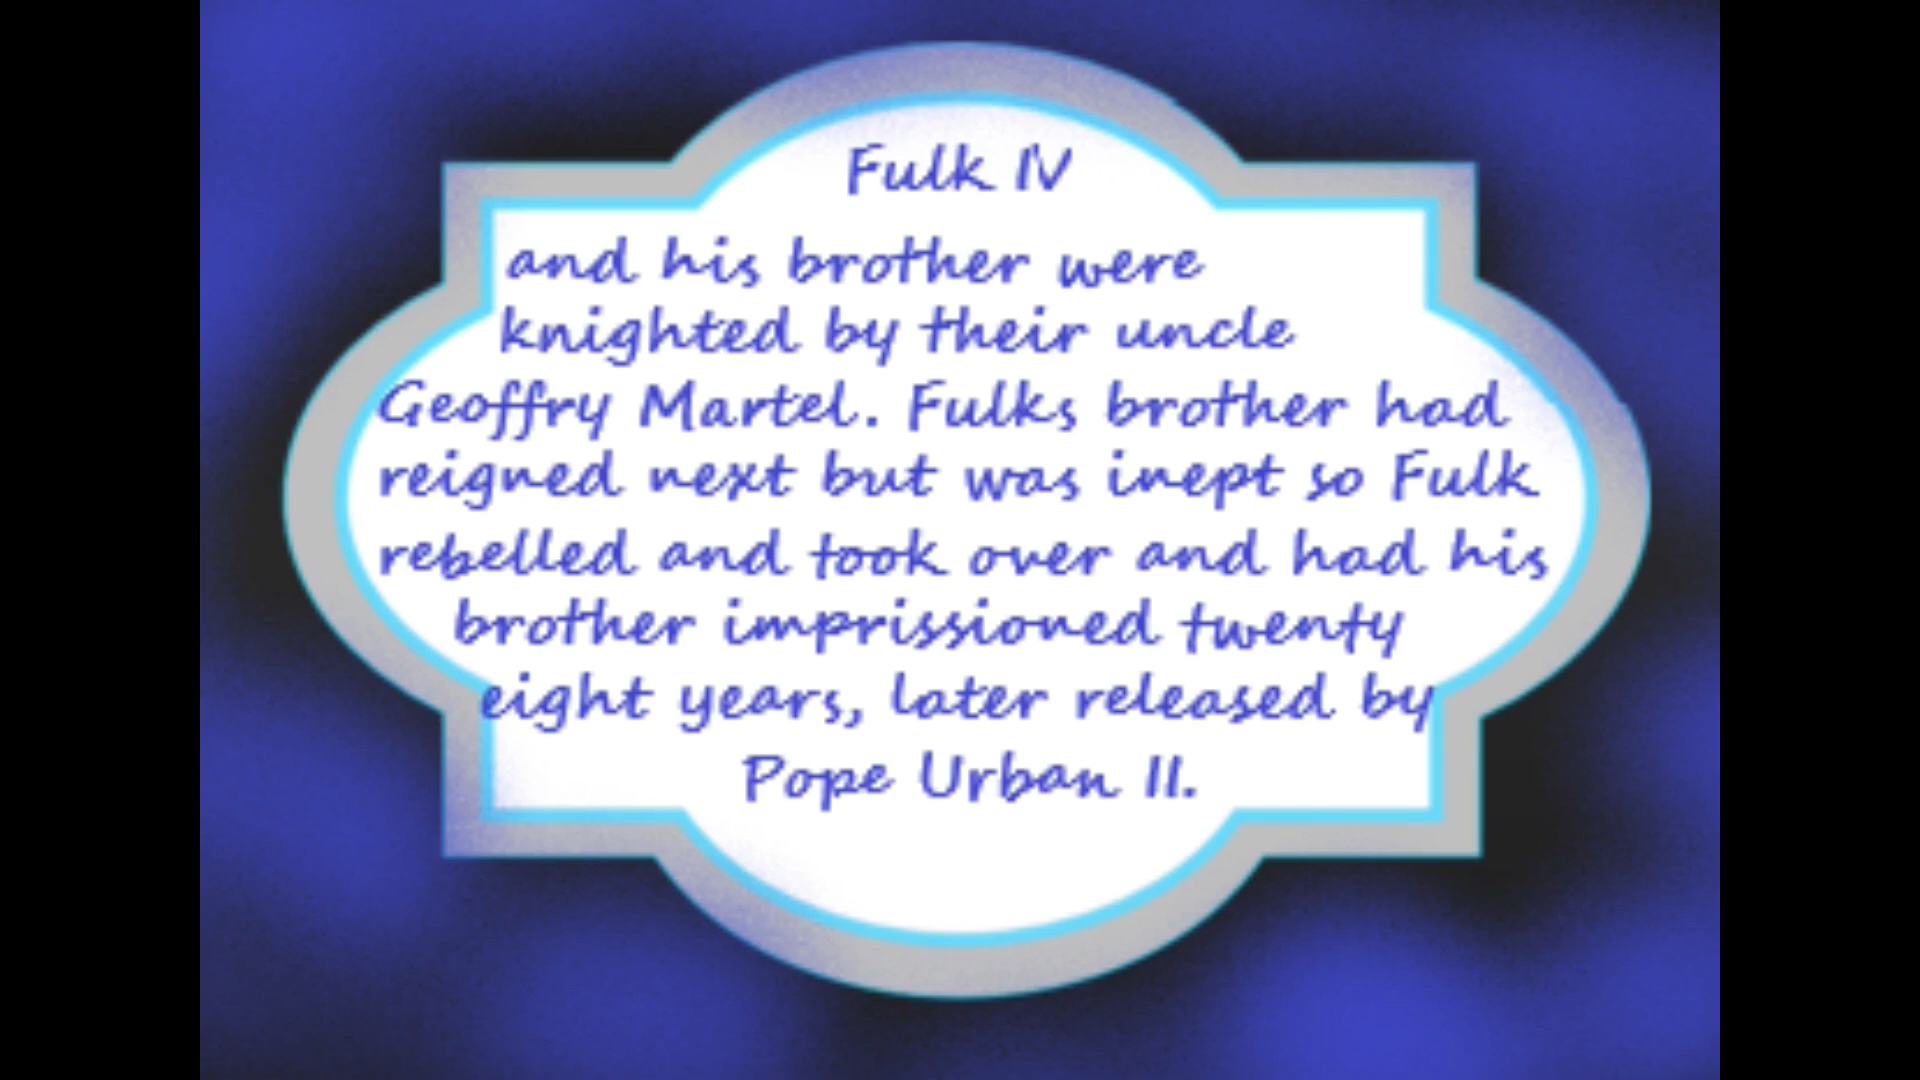 Fulk IV
and his brother were
knighted by their uncle
Geoffry Martel. Fulks brother had
reigned next but was inept so Fulk
rebelled and took over and had his
brother imprissioned twenty
eight years, later released by
Pope Urban II.